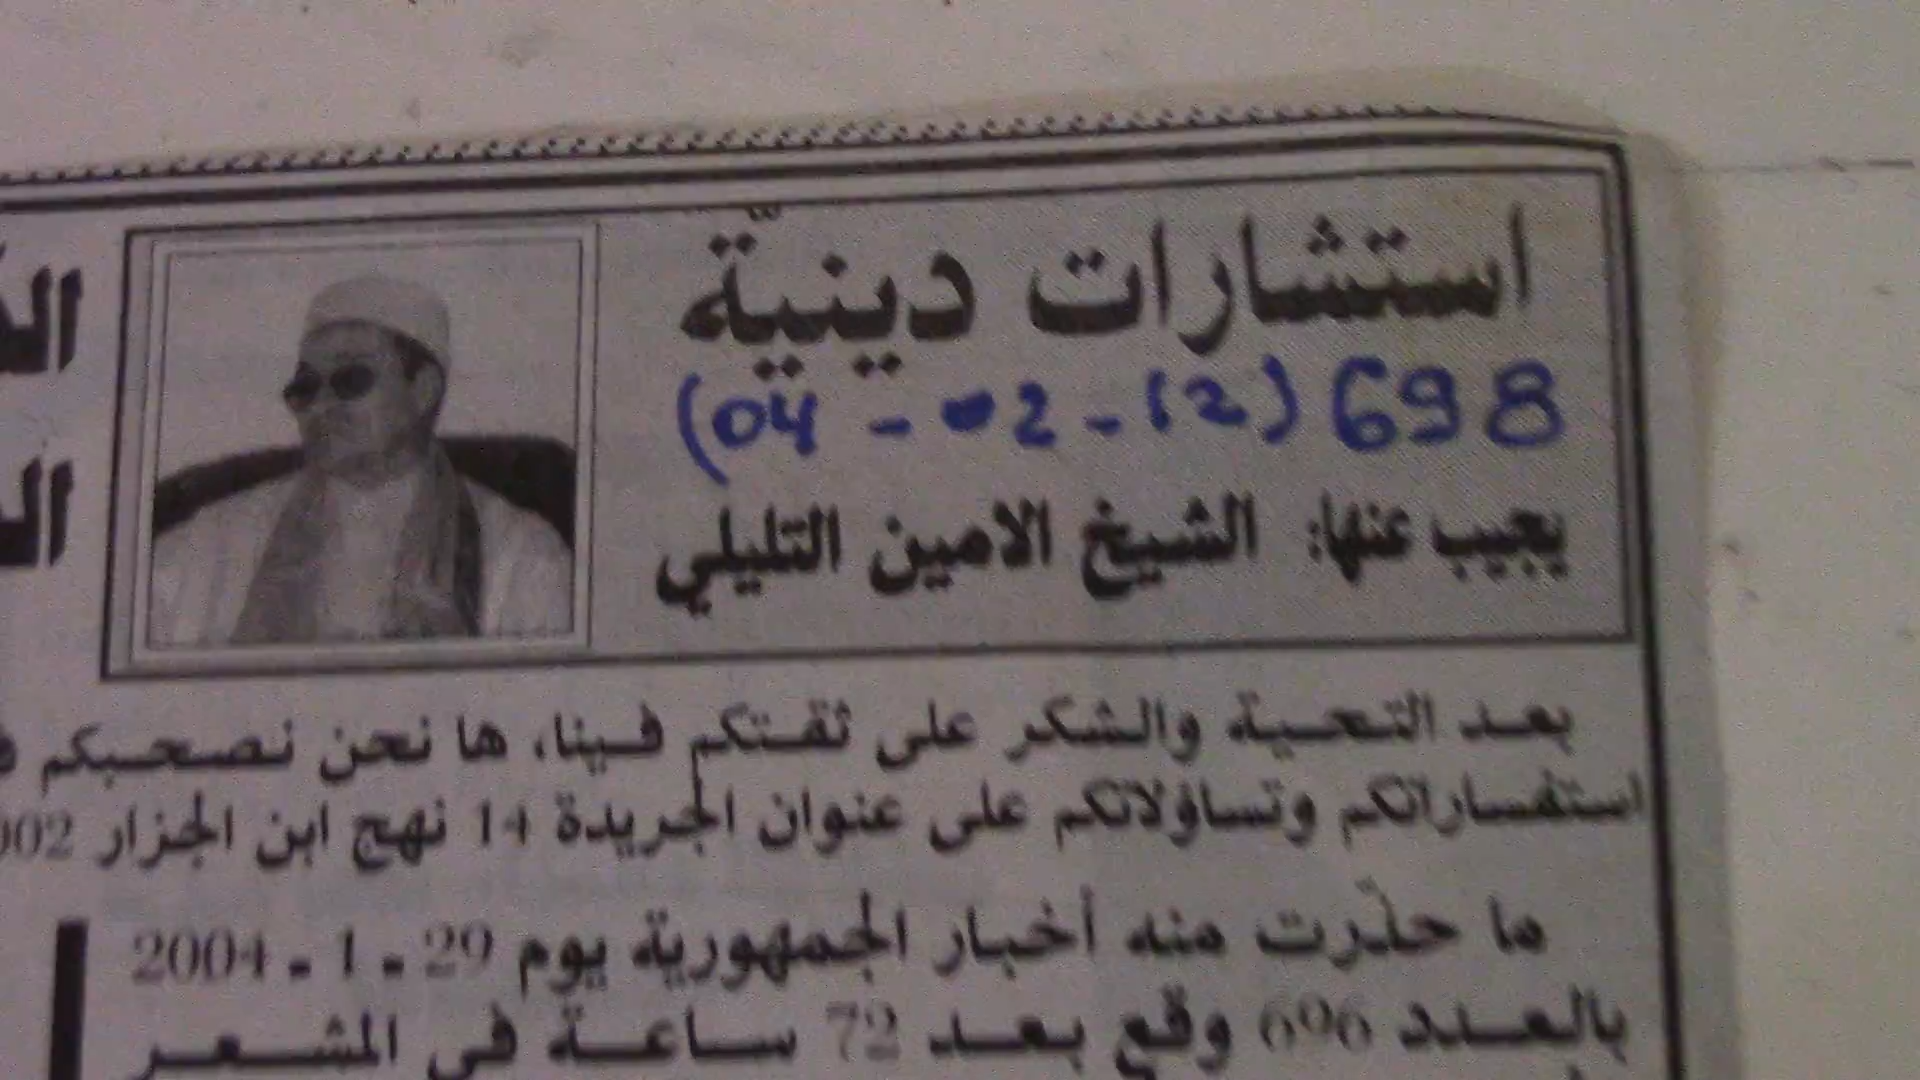 استشارات دينيّة
698 (12 - 02 - 04)
يجيب عنها: الشيخ الامين التليلي
بعد التحية والشكر على ثقتكم فينا، ها نحن نصحبكم
استفساراتكم وتساؤلاتكم على عنوان الجريدة 14 نهج ابن الجزار
ما حذّرت منه أخبار الجمهورية يوم 29 - 1 - 2004
بالعدد 696 وقع بعد 72 ساعة في المشعر